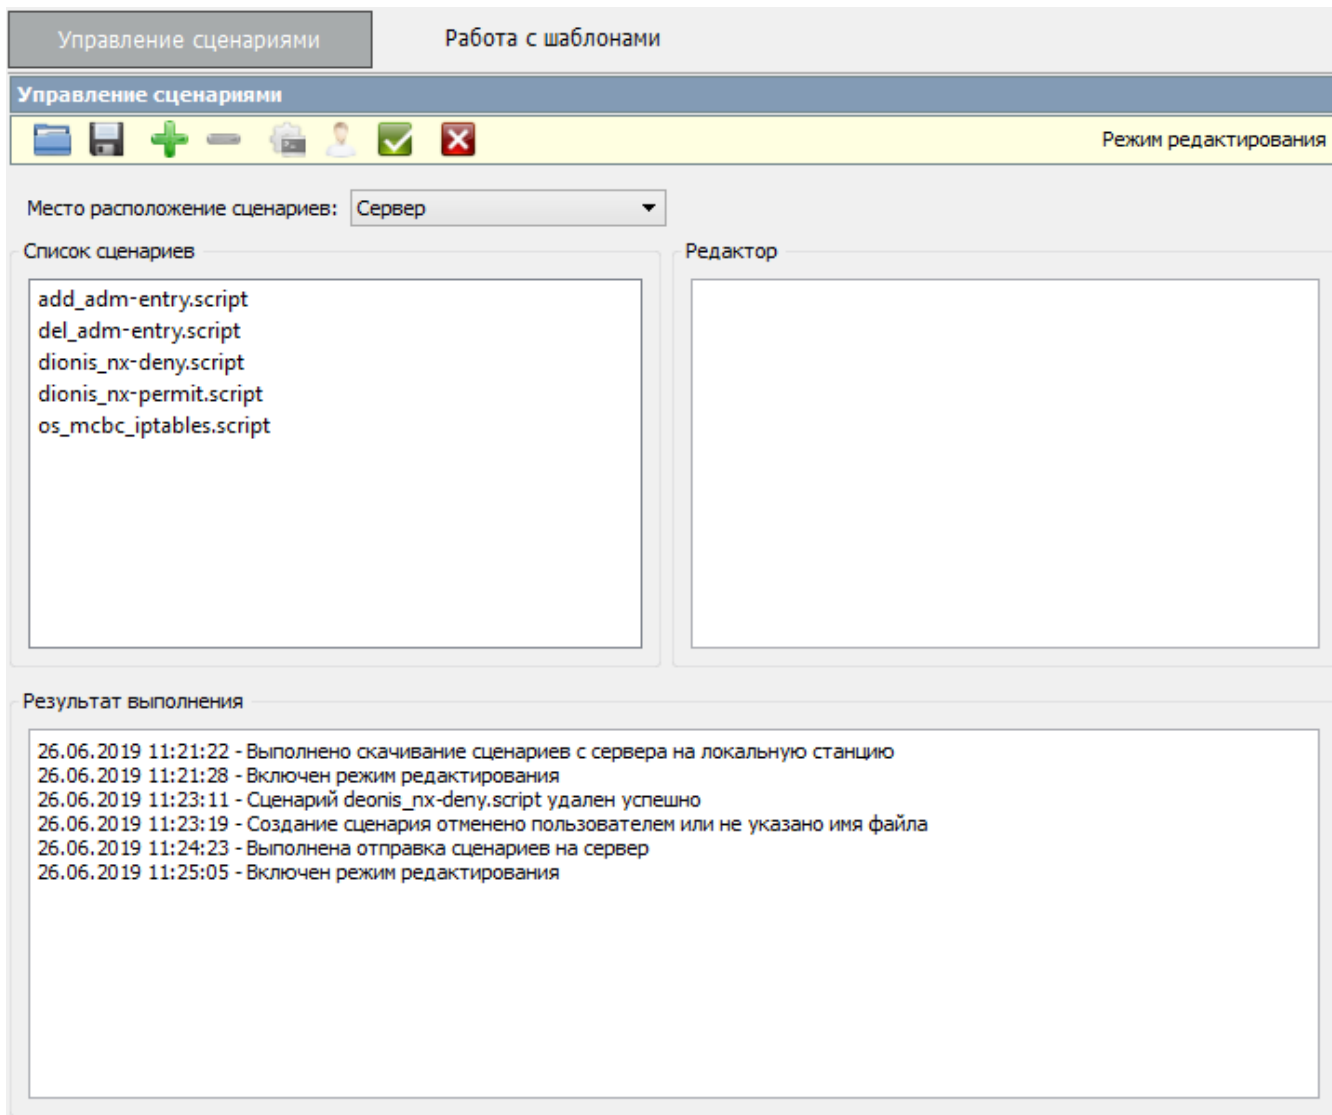 Управление сценариями
Работа с шаблонами
Управление сценариями
Режим редактирования
Место расположение сценариев: Сервер
Список сценариев
Редактор
add_adm-entry.script
del_adm-entry.script
dionis_nx-deny.script
dionis_nx-permit.script
os_mcbc_iptables.script
Результат выполнения
26.06.2019 11:21:22 - Выполнено скачивание сценариев с сервера на локальную станцию
26.06.2019 11:21:28 - Включен режим редактирования
26.06.2019 11:23:11 - Сценарий deonis_nx-deny.script удален успешно
26.06.2019 11:23:19 - Создание сценария отменено пользователем или не указано имя файла
26.06.2019 11:24:23 - Выполнена отправка сценариев на сервер
26.06.2019 11:25:05 - Включен режим редактирования